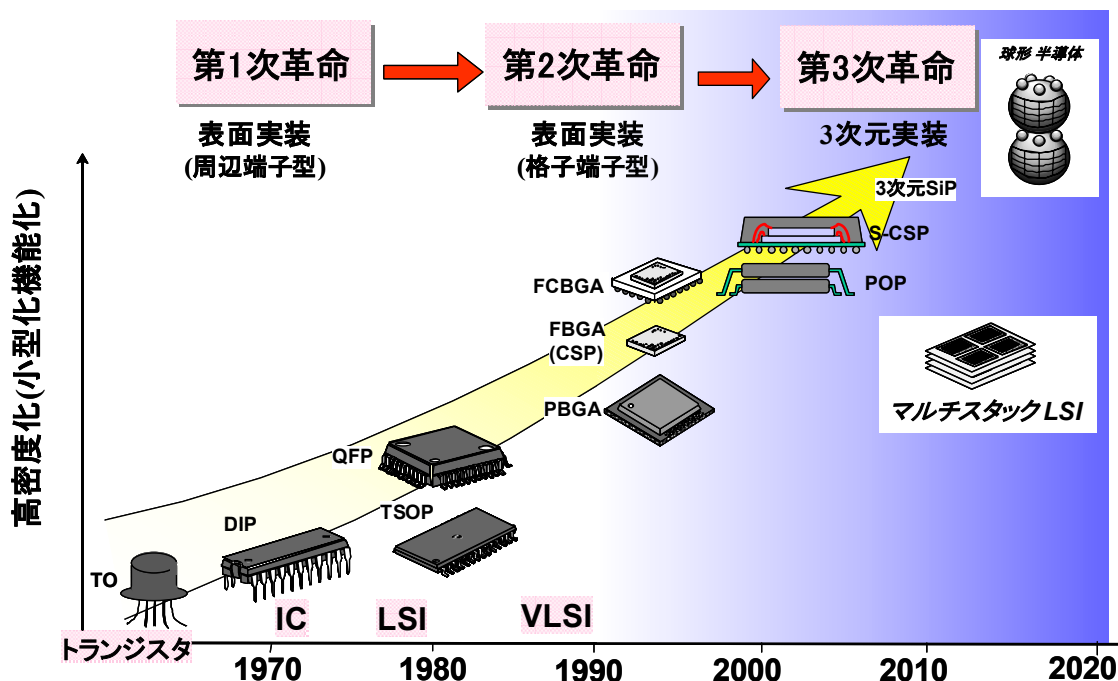 第1次革命
第2次革命
第3次革命
球形 半導体
表面実装
(周辺端子型)
表面実装
(格子端子型)
3次元実装
高密度化(小型化機能化)
3次元SiP
S-CSP
FCBGA
POP
FBGA
(CSP)
PBGA
マルチスタックLSI
QFP
TSOP
DIP
TO
IC
LSI
VLSI
トランジスタ
1970
1980
1990
2000
2010
2020